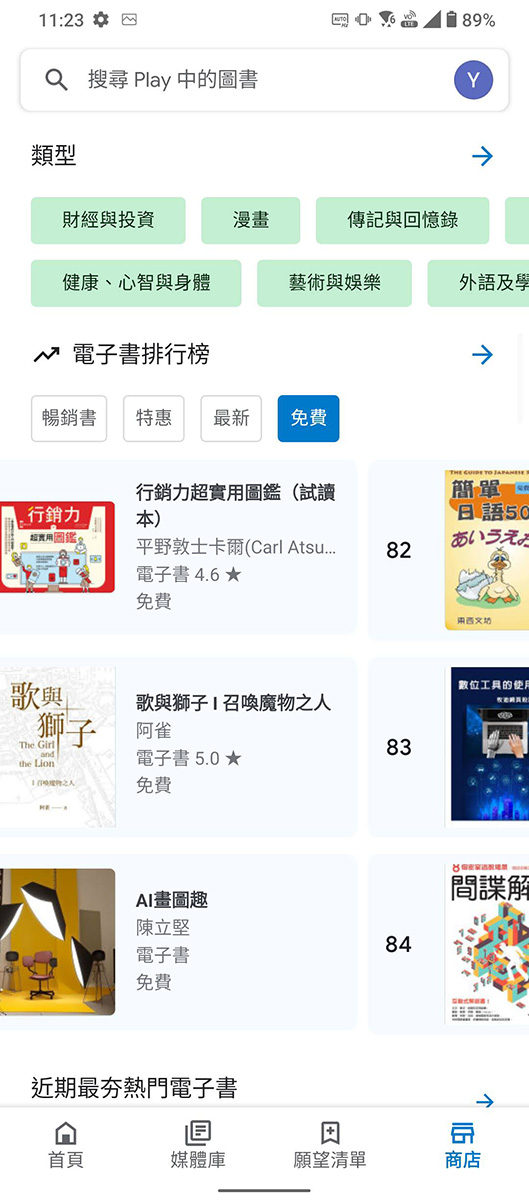 11:23
89%
搜尋 Play 中的圖書
Y
類型
財經與投資
漫畫
傳記與回憶錄
健康、心智與身體
藝術與娛樂
外語及學
電子書排行榜
暢銷書
特惠
最新
免費
行銷力
超實用圖鑑
行銷力超實用圖鑑（試讀
本）
平野敦士卡爾(Carl Atsu...
電子書 4.6 ★
免費
82
THE GUIDE TO JAPANESE
簡單
日語50
あいうえお
東西文坊
歌與
獅子
The Girl
and
the Lion
I 召喚魔物之人
阿雀
歌與獅子 I 召喚魔物之人
阿雀
電子書 5.0 ★
免費
83
數位工具的使用
AI畫圖趣
陳立堅
電子書
免費
84
間諜解
近期最夯熱門電子書
首頁
媒體庫
願望清單
商店